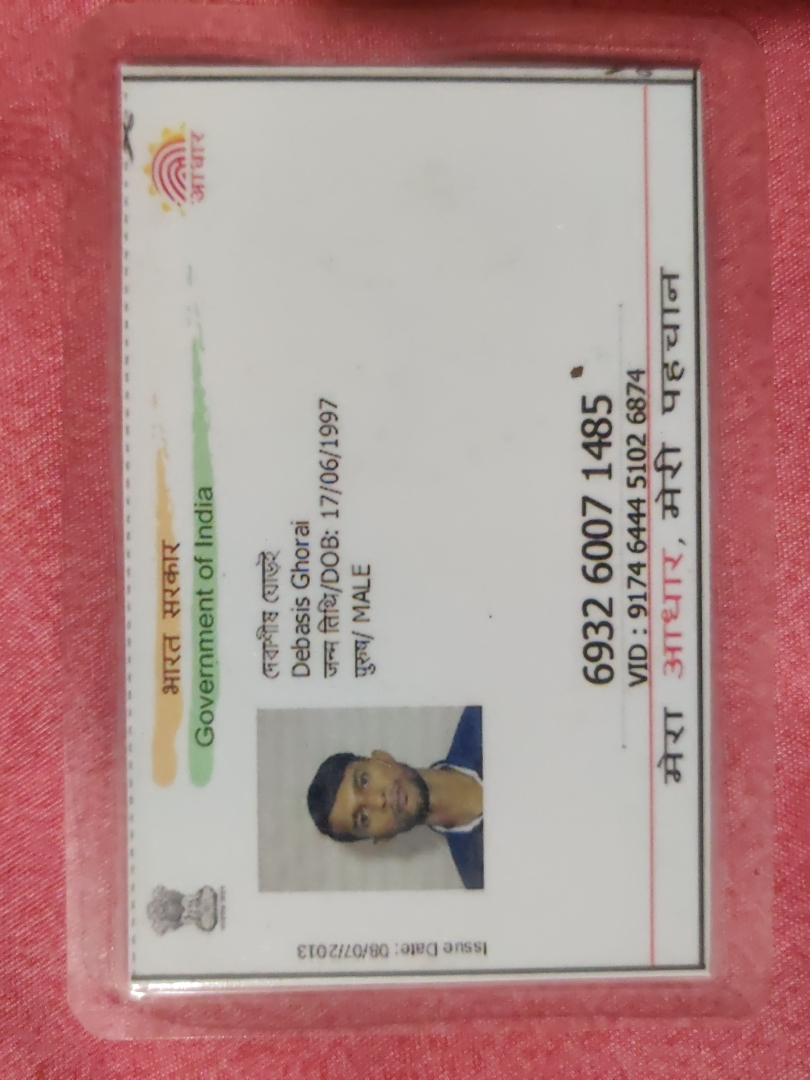 भारत सरकार
Government of India
आधार
দেবাশীষ ঘোড়ই
Debasis Ghorai
जन्म तिथि/DOB: 17/06/1997
पुरुष/ MALE
Issue Date: 08/07/2013
6932 6007 1485
VID : 9174 6444 5102 6874
मेरा आधार, मेरी पहचान